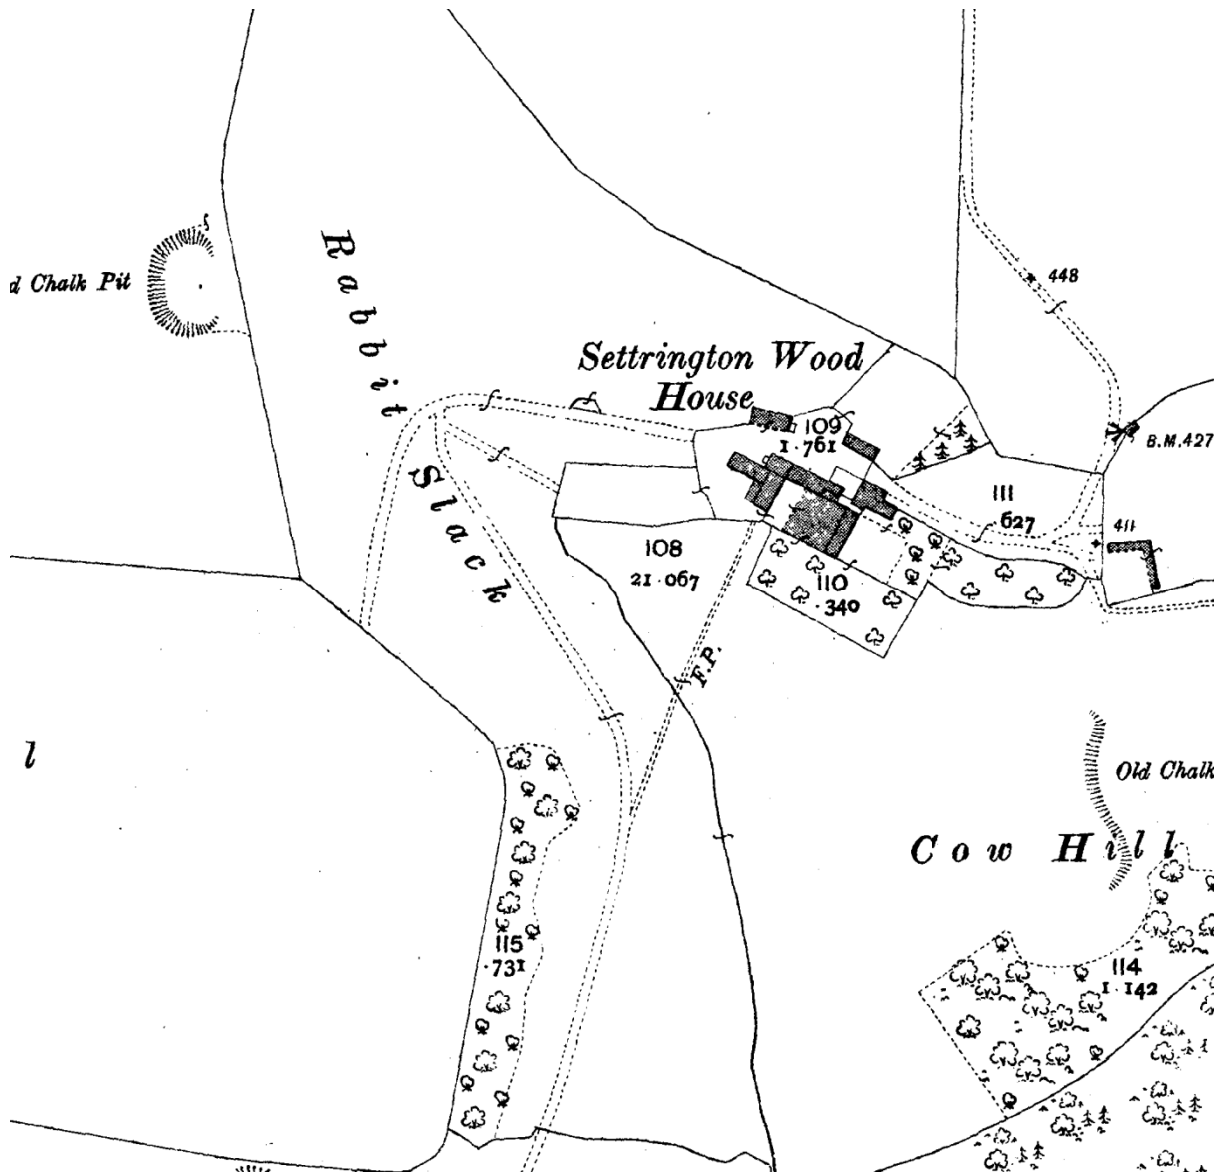 448
d Chalk Pit
Rabbit
Slack
Settrington Wood
House
109
1·761
B.M.427
111
·627
411
108
21·067
110
·340
F.P.
l
Old Chalk
Cow Hill
115
·731
114
1·142